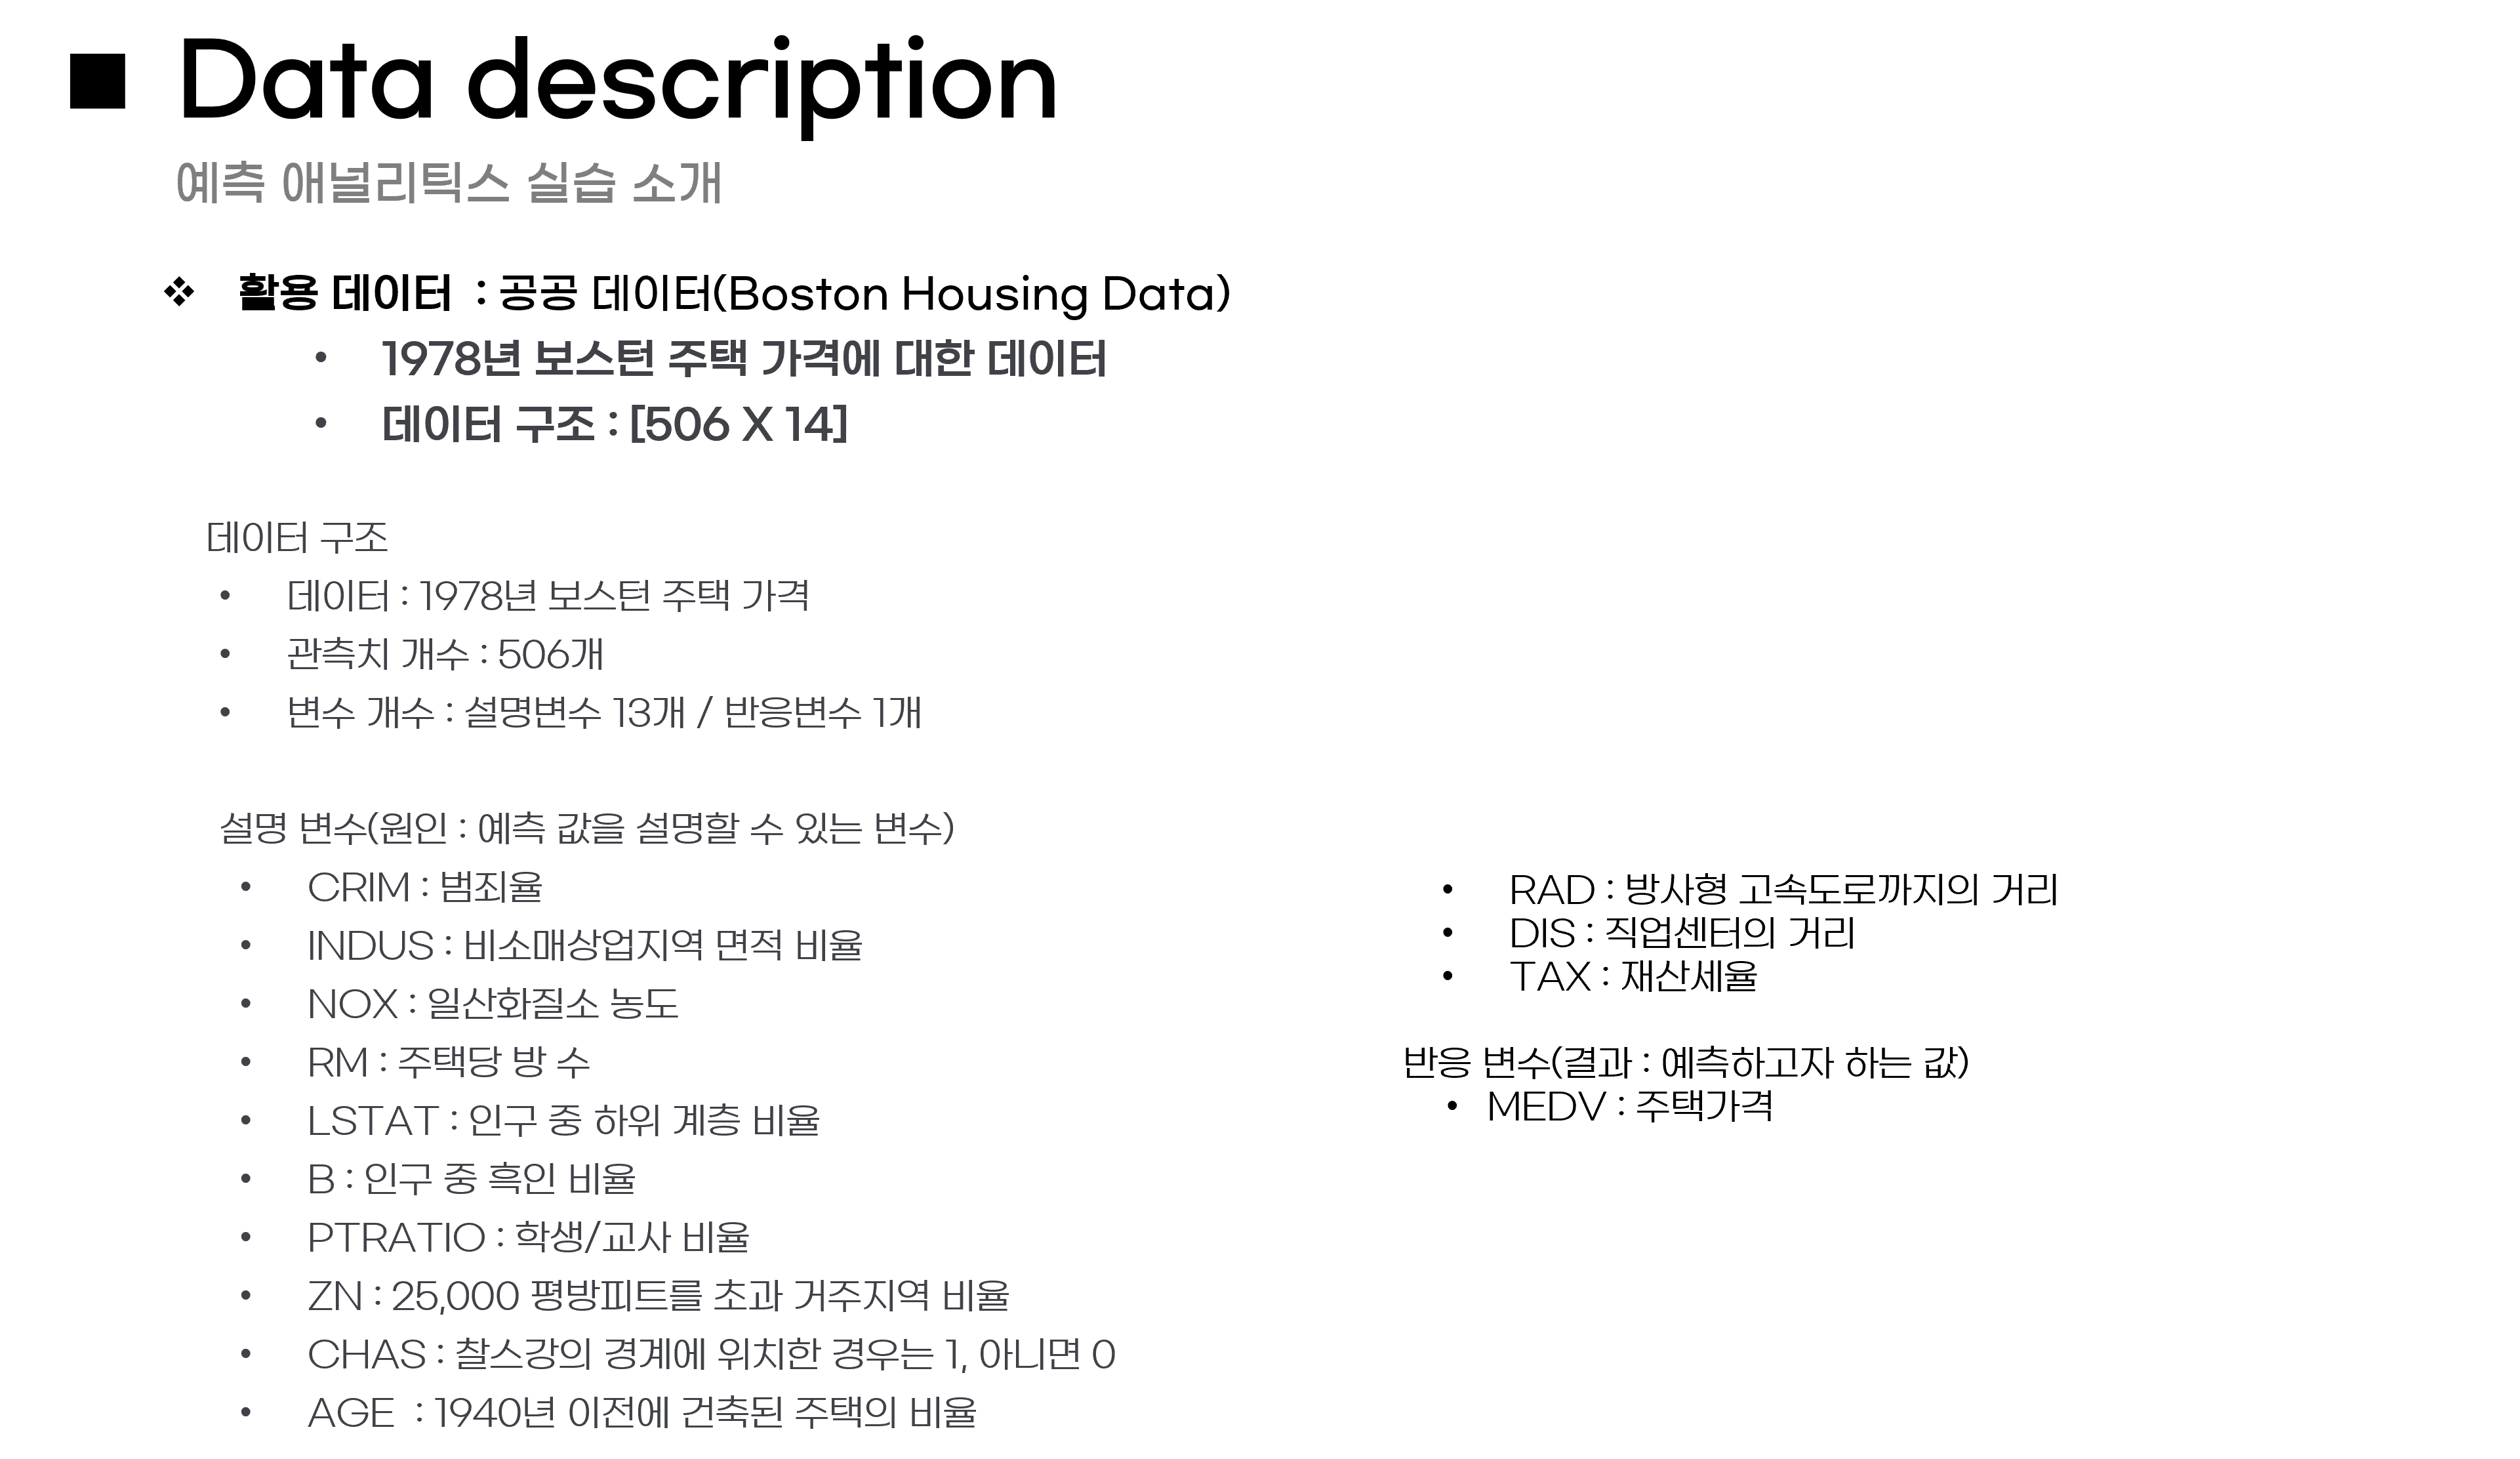 ■ Data description
예측 애널리틱스 실습 소개
❖ 활용 데이터 : 공공 데이터(Boston Housing Data)
• 1978년 보스턴 주택 가격에 대한 데이터
• 데이터 구조 : [506 X 14]
데이터 구조
• 데이터 : 1978년 보스턴 주택 가격
• 관측치 개수 : 506개
• 변수 개수 : 설명변수 13개 / 반응변수 1개
설명 변수(원인 : 예측 값을 설명할 수 있는 변수)
• CRIM : 범죄율
• INDUS : 비소매상업지역 면적 비율
• NOX : 일산화질소 농도
• RM : 주택당 방 수
• LSTAT : 인구 중 하위 계층 비율
• B : 인구 중 흑인 비율
• PTRATIO : 학생/교사 비율
• ZN : 25,000 평방피트를 초과 거주지역 비율
• CHAS : 찰스강의 경계에 위치한 경우는 1, 아니면 0
• AGE : 1940년 이전에 건축된 주택의 비율
• RAD : 방사형 고속도로까지의 거리
• DIS : 직업센터의 거리
• TAX : 재산세율
반응 변수(결과 : 예측하고자 하는 값)
• MEDV : 주택가격